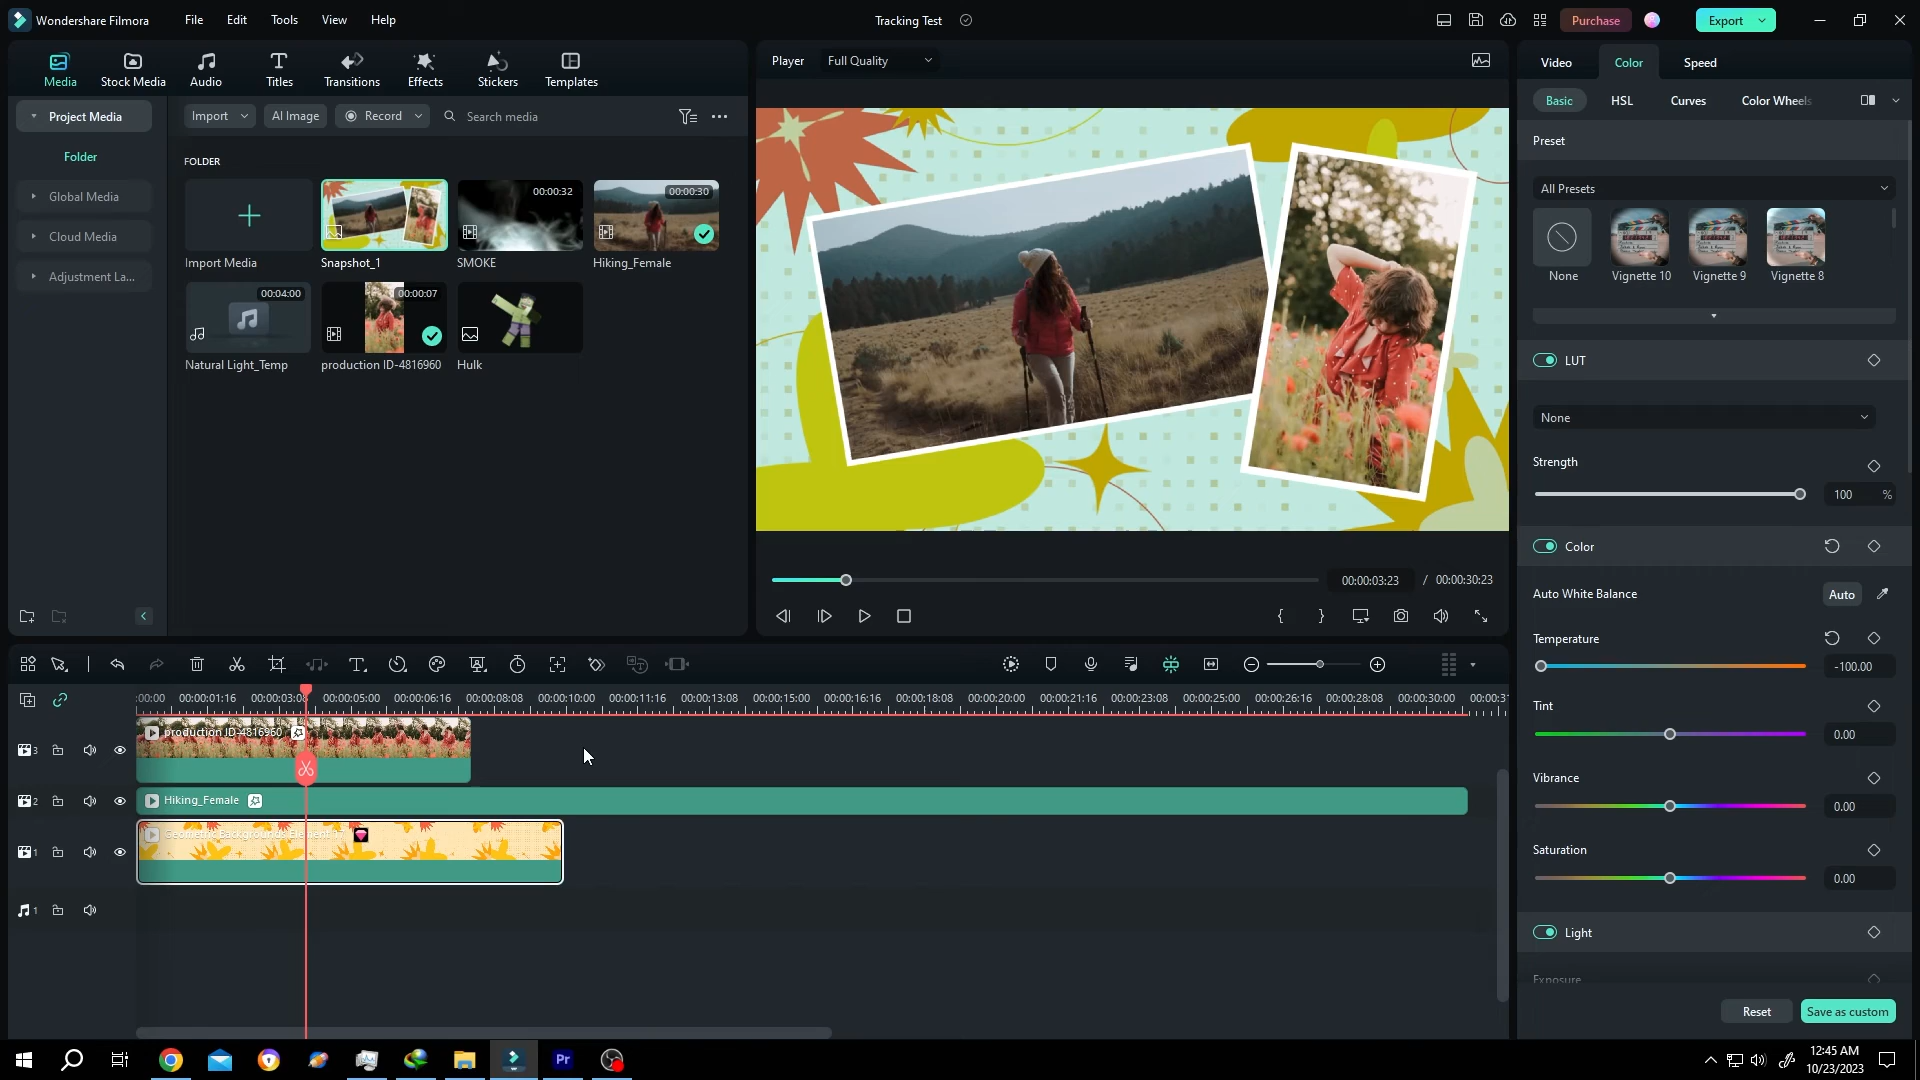 Wondershare Filmora File Edit Tools View Help Tracking Test Purchase Export
Media Stock Media Audio Titles Transitions Effects Stickers Templates
Player Full Quality
Video Color Speed
Project Media
Import AI Image Record Search media
Basic HSL Curves Color Wheels
Preset
Folder
FOLDER
All Presets
Global Media
00:00:32
00:00:30
Cloud Media
Import Media Snapshot_1 SMOKE Hiking_Female
Adjustment La...
None Vignette 10 Vignette 9 Vignette 8
00:04:00
00:00:07
Natural Light_Temp production ID-4816960 Hulk
LUT
None
Strength
100 %
Color
00:00:03:23 / 00:00:30:23
Auto White Balance Auto
Temperature
-100.00
:00:00 00:00:01:16 00:00:03:08 00:00:05:00 00:00:06:16 00:00:08:08 00:00:10:00 00:00:11:16 00:00:13:08 00:00:15:00 00:00:16:16 00:00:18:08 00:00:20:00 00:00:21:16 00:00:23:08 00:00:25:00 00:00:26:16 00:00:28:08 00:00:30:00 00:00:31
Tint
0.00
3 production ID-4816960
Vibrance
0.00
2 Hiking_Female
1
Saturation
0.00
1
Light
Exposure
Reset Save as custom
Pr
12:45 AM
10/23/2023